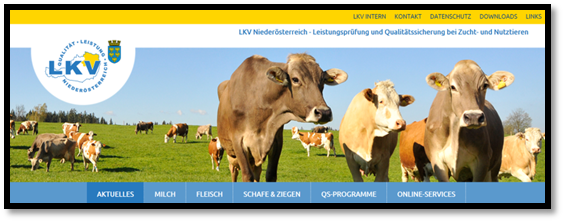 LKV INTERN KONTAKT DATENSCHUTZ DOWNLOADS LINKS
LKV Niederösterreich - Leistungsprüfung und Qualitätssicherung bei Zucht- und Nutztieren
QUALITÄT • LEISTUNG
LKV
NIEDERÖSTERREICH
AKTUELLES MILCH FLEISCH SCHAFE & ZIEGEN QS-PROGRAMME ONLINE-SERVICES